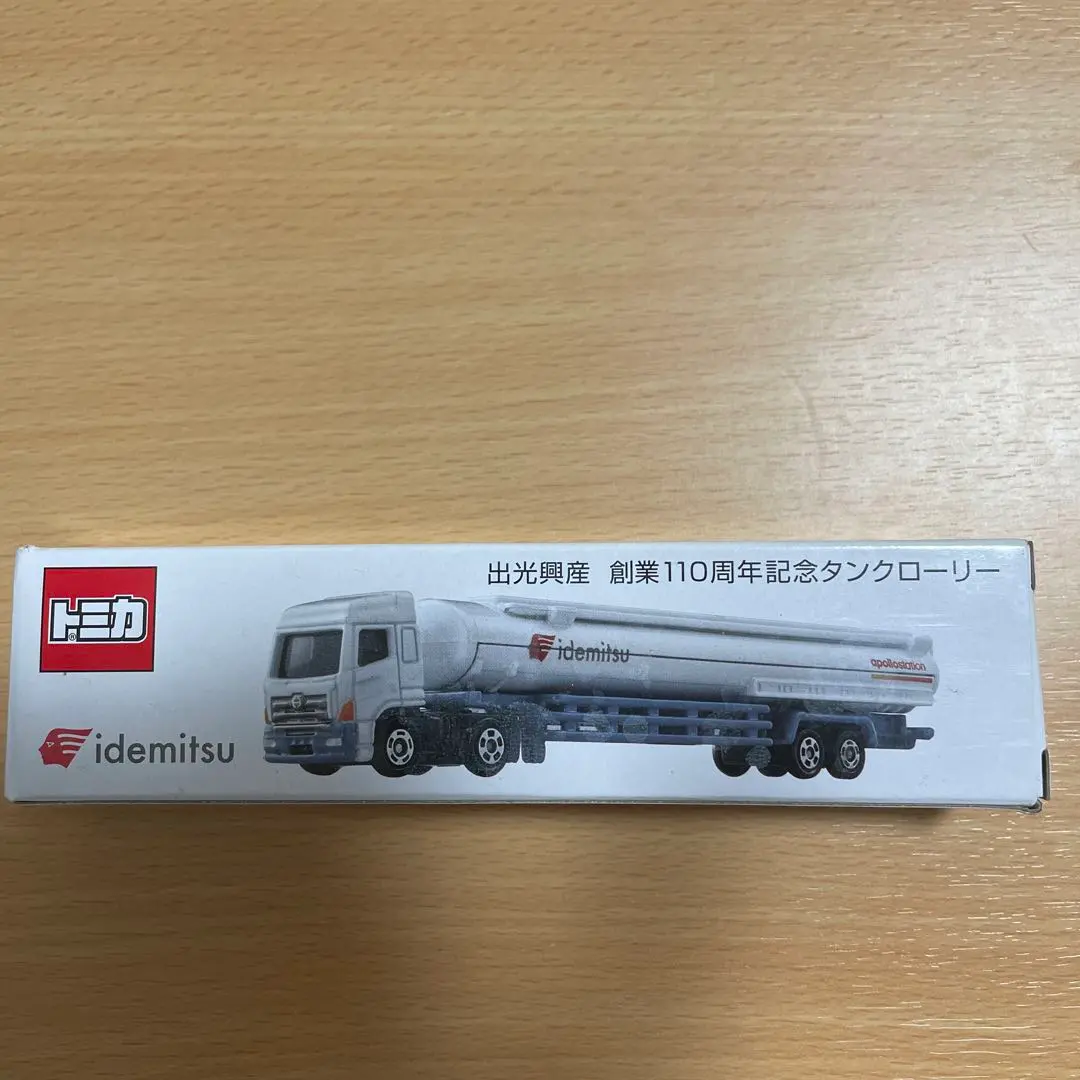 出光興産 創業110周年記念タンクローリー
トミカ®
idemitsu
apollostation
idemitsu